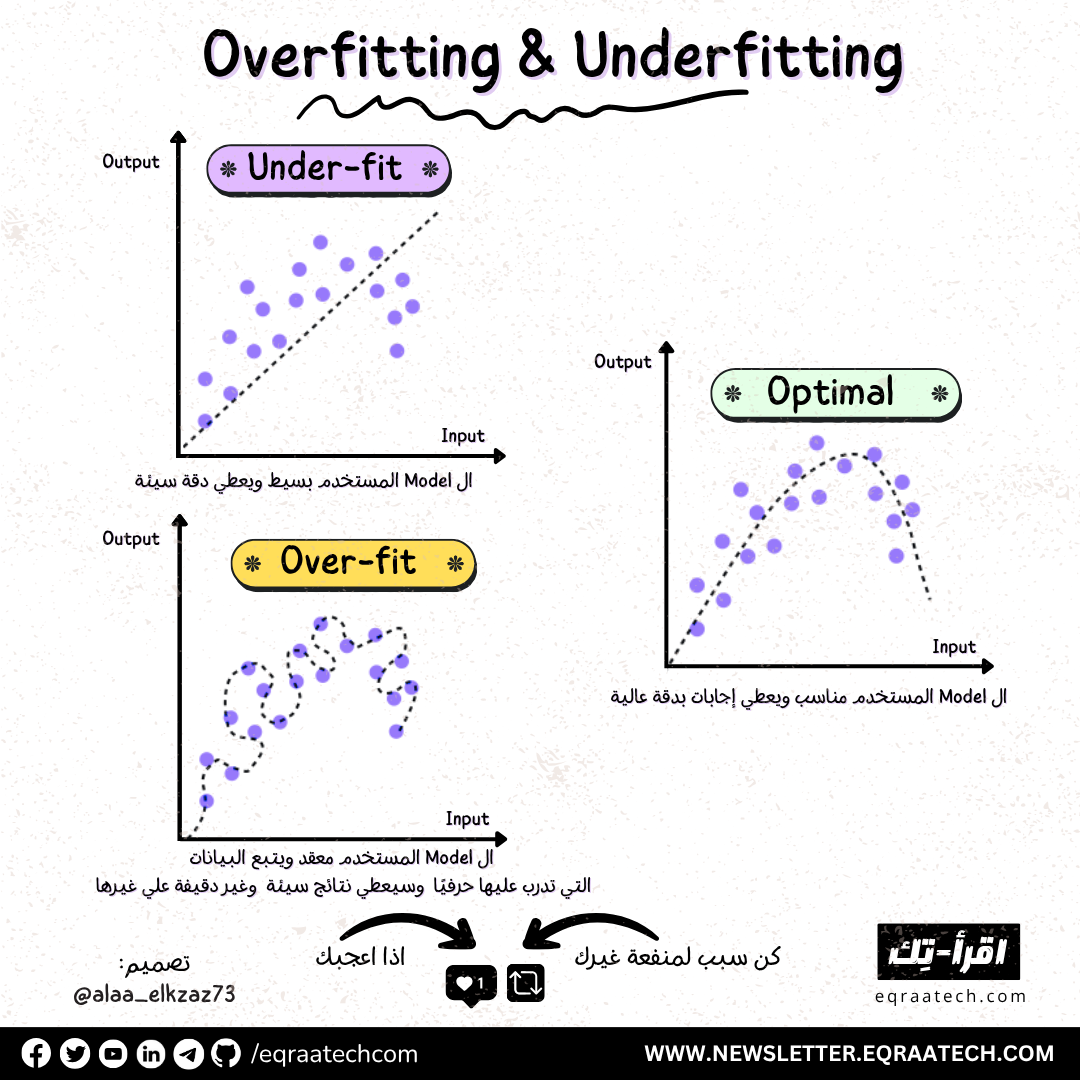 Overfitting & Underfitting
Output
Under-fit
Input
ال Model المستخدم بسيط ويعطي دقة سيئة
Output
Optimal
Input
ال Model المستخدم مناسب ويعطي إجابات بدقة عالية
Output
Over-fit
Input
ال Model المستخدم معقد ويتبع البيانات
التي تدرب عليها حرفيًا وسيعطي نتائج سيئة وغير دقيقة علي غيرها
اذا اعجبك
كن سبب لمنفعة غيرك
1
تصميم:
@alaa_elkzaz73
اقرأ-تِك
eqraatech.com
/eqraatechcom
WWW.NEWSLETTER.EQRAATECH.COM